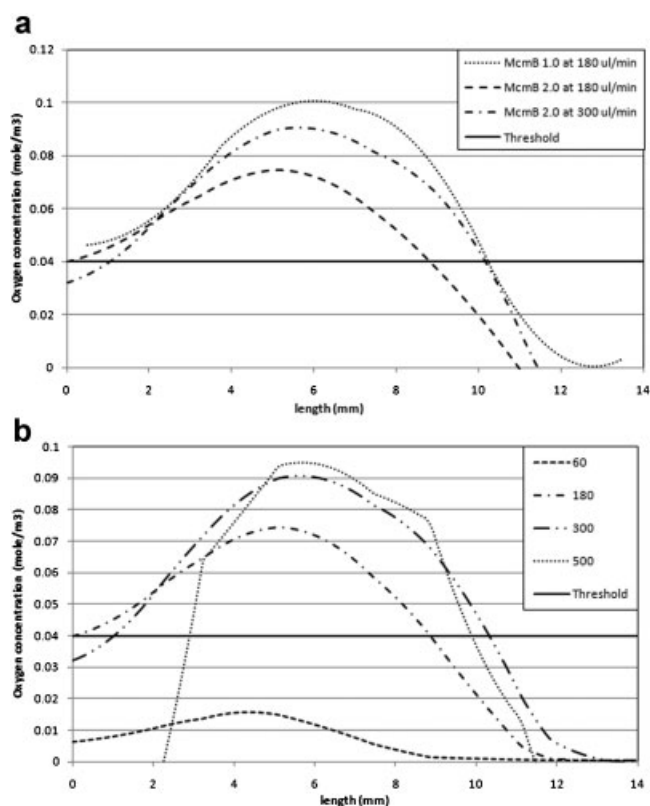 a
0.12
McmB 1.0 at 180 ul/min
McmB 2.0 at 180 ul/min
McmB 2.0 at 300 ul/min
Threshold
0.1
0.08
0.06
0.04
0.02
0
Oxygen concentration (mole/m3)
0 2 4 6 8 10 12 14
length (mm)
b
0.1
60
180
300
500
Threshold
0.09
0.08
0.07
0.06
0.05
0.04
0.03
0.02
0.01
0
Oxygen concentration (mole/m3)
0 2 4 6 8 10 12 14
length (mm)